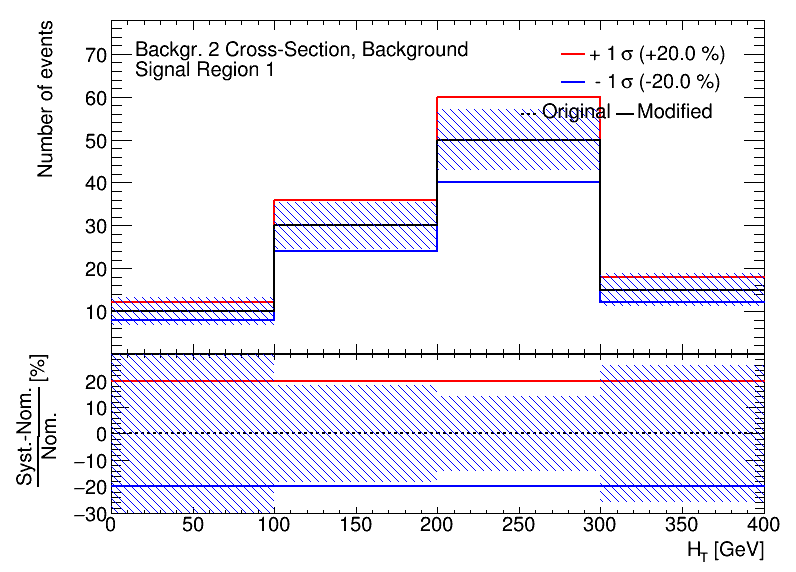 Number of events
70
60
50
40
30
20
10
Backgr. 2 Cross-Section, Background
Signal Region 1
+ 1 σ (+20.0 %)
- 1 σ (-20.0 %)
Original Modified
Syst.-Nom. [%]
Nom.
20
10
0
−10
−20
−30
0 50 100 150 200 250 300 350 400
H_T [GeV]